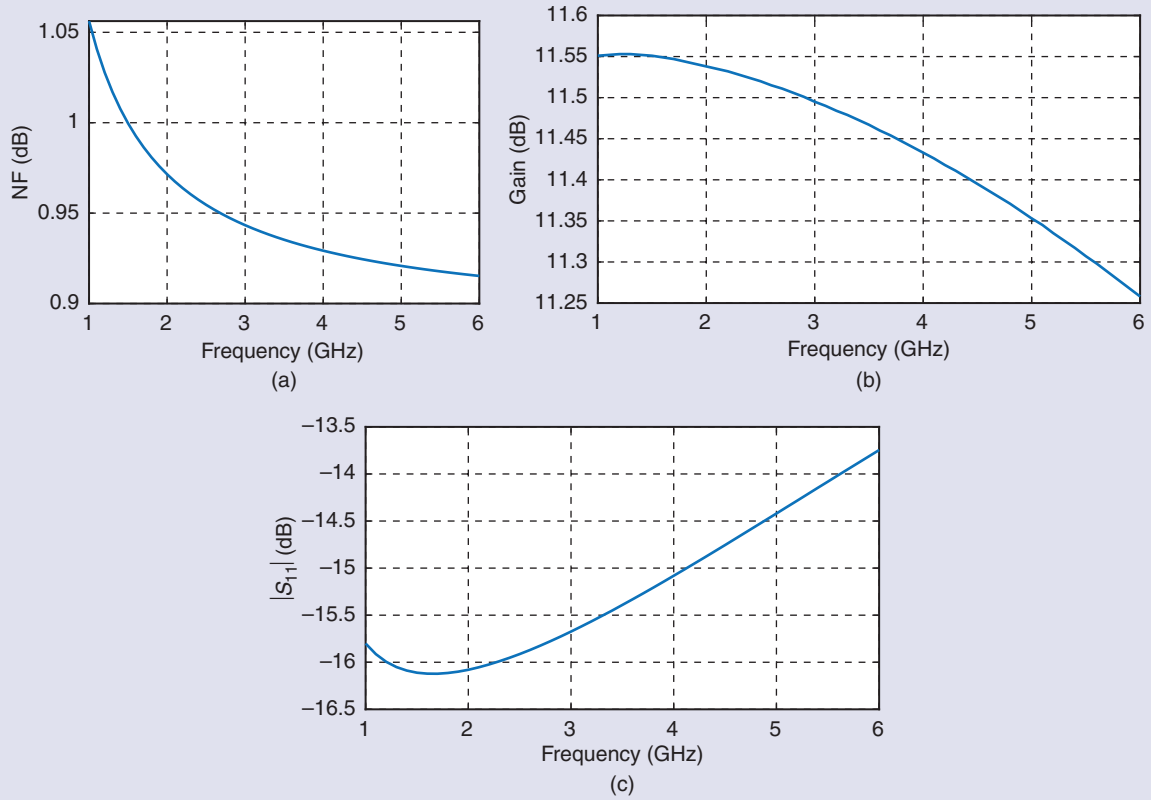 1.05
1
0.95
0.9
NF (dB)
1 2 3 4 5 6
Frequency (GHz)
(a)
11.6
11.55
11.5
11.45
11.4
11.35
11.3
11.25
Gain (dB)
1 2 3 4 5 6
Frequency (GHz)
(b)
–13.5
–14
–14.5
–15
–15.5
–16
–16.5
|S11| (dB)
1 2 3 4 5 6
Frequency (GHz)
(c)